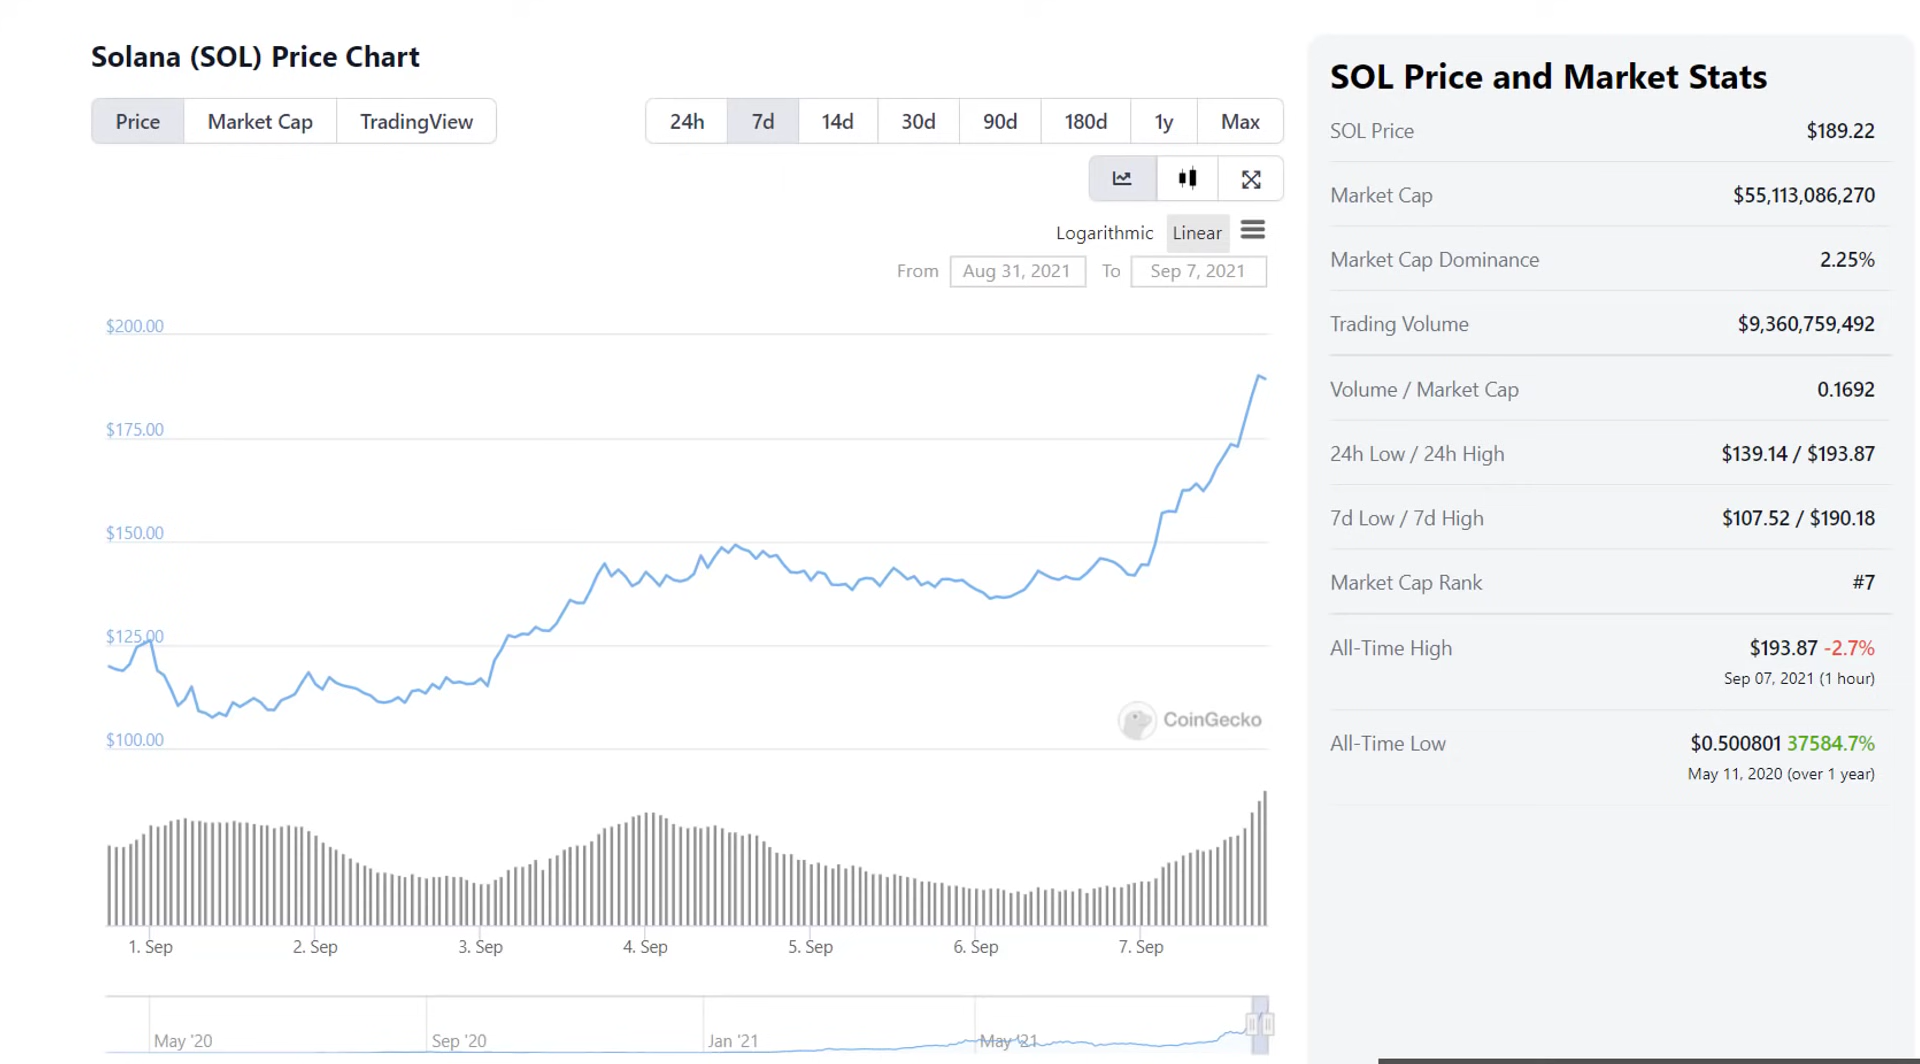 Solana (SOL) Price Chart
Price Market Cap TradingView
24h 7d 14d 30d 90d 180d 1y Max
Logarithmic Linear
From Aug 31, 2021 To Sep 7, 2021
$200.00
$175.00
$150.00
$125.00
$100.00
CoinGecko
1. Sep 2. Sep 3. Sep 4. Sep 5. Sep 6. Sep 7. Sep
May '20 Sep '20 Jan '21 May '21
SOL Price and Market Stats
SOL Price $189.22
Market Cap $55,113,086,270
Market Cap Dominance 2.25%
Trading Volume $9,360,759,492
Volume / Market Cap 0.1692
24h Low / 24h High $139.14 / $193.87
7d Low / 7d High $107.52 / $190.18
Market Cap Rank #7
All-Time High $193.87 -2.7%
Sep 07, 2021 (1 hour)
All-Time Low $0.500801 37584.7%
May 11, 2020 (over 1 year)